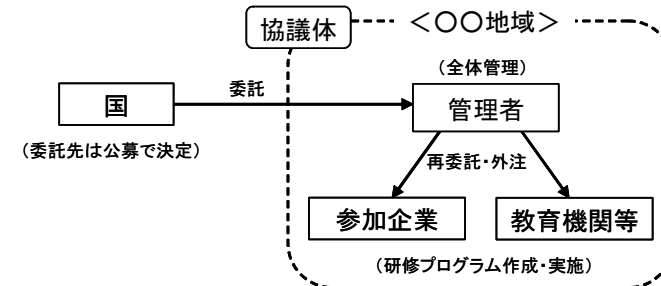 協議体
＜〇〇地域＞
（全体管理）
委託
国
管理者
（委託先は公募で決定）
再委託・外注
参加企業
教育機関等
（研修プログラム作成・実施）